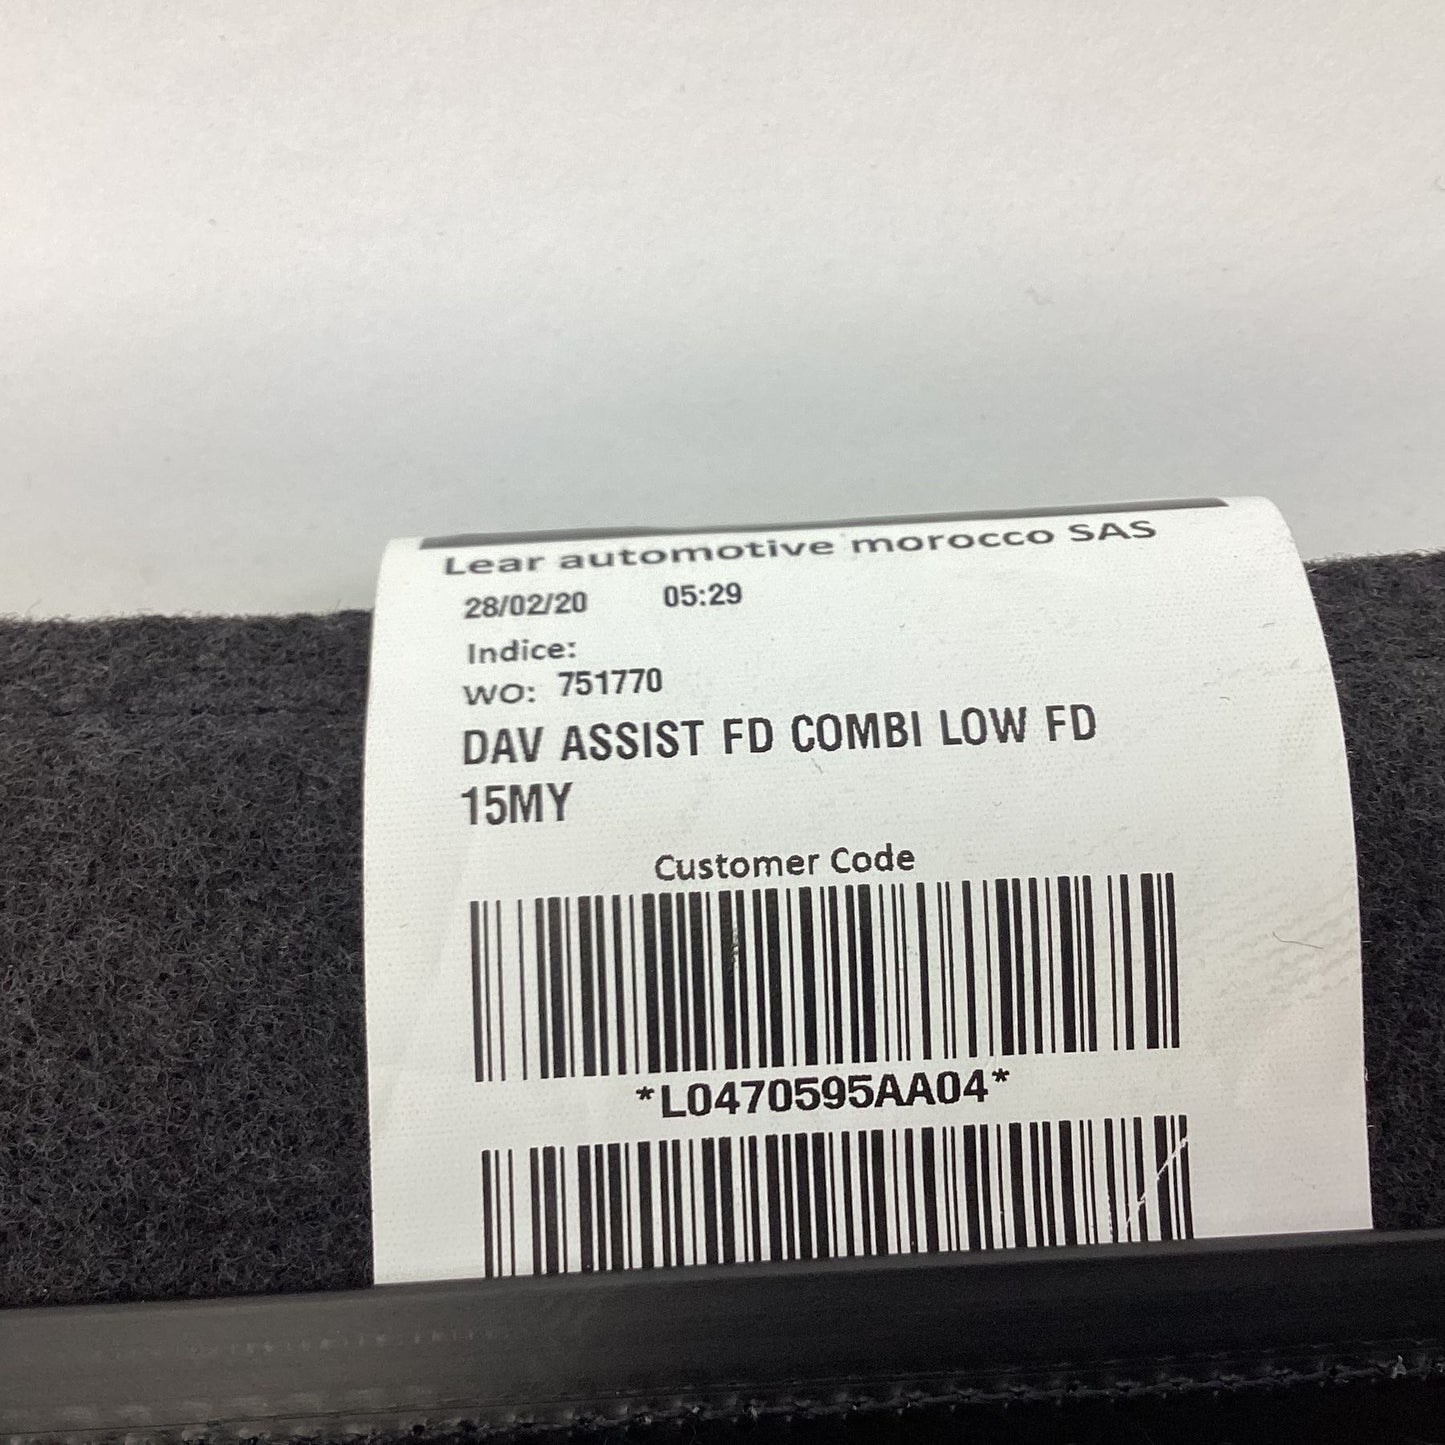 Lear automotive morocco SAS
28/02/20 05:29
Indice:
WO: 751770
DAV ASSIST FD COMBI LOW FD
15MY
Customer Code
*L0470595AA04*